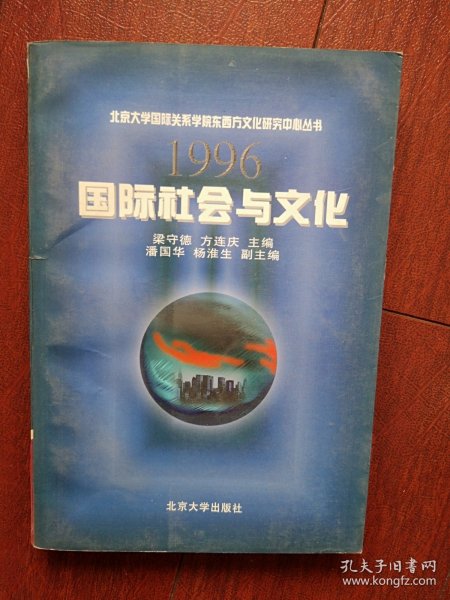 北京大学国际关系学院东西方文化研究中心丛书
1996
国际社会与文化
梁守德 方连庆 主编
潘国华 杨淮生 副主编
北京大学出版社
孔夫子旧书网
www.kongfz.com